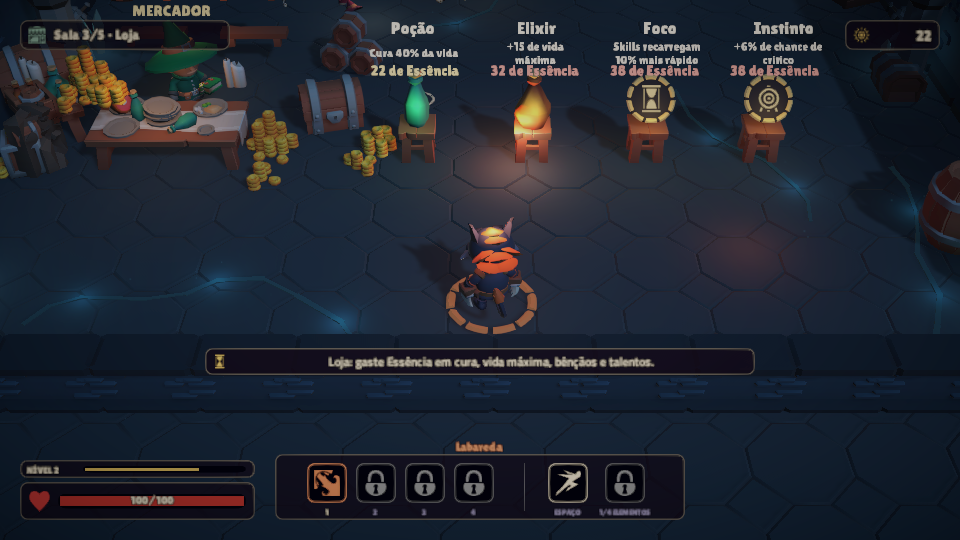 MERCADOR
Sala 3/5 - Loja
22
Poção
Cura 40% da vida
22 de Essência
Elixir
+15 de vida
máxima
32 de Essência
Foco
Skills recarregam
10% mais rápido
38 de Essência
Instinto
+6% de chance de
crítico
38 de Essência
Loja: gaste Essência em cura, vida máxima, bênçãos e talentos.
Labareda
NÍVEL 2
100/100
1
2
3
4
ESPAÇO
1/4 ELEMENTOS